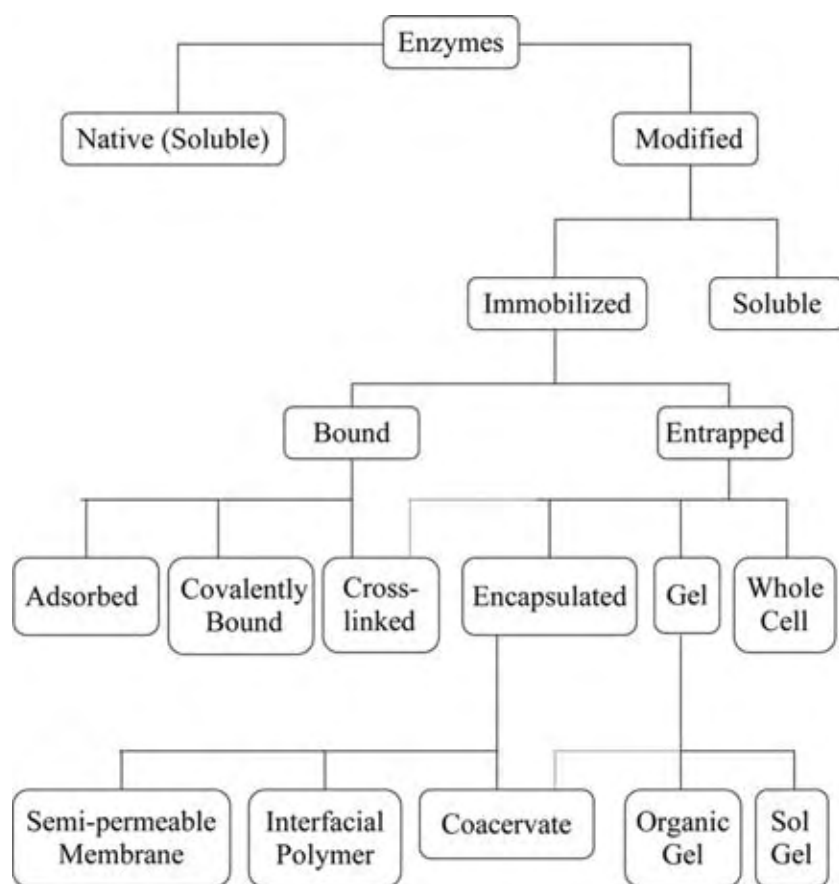 Enzymes
Native (Soluble)
Modified
Immobilized
Soluble
Bound
Entrapped
Adsorbed
Covalently
Bound
Cross-
linked
Encapsulated
Gel
Whole
Cell
Semi-permeable
Membrane
Interfacial
Polymer
Coacervate
Organic
Gel
Sol
Gel